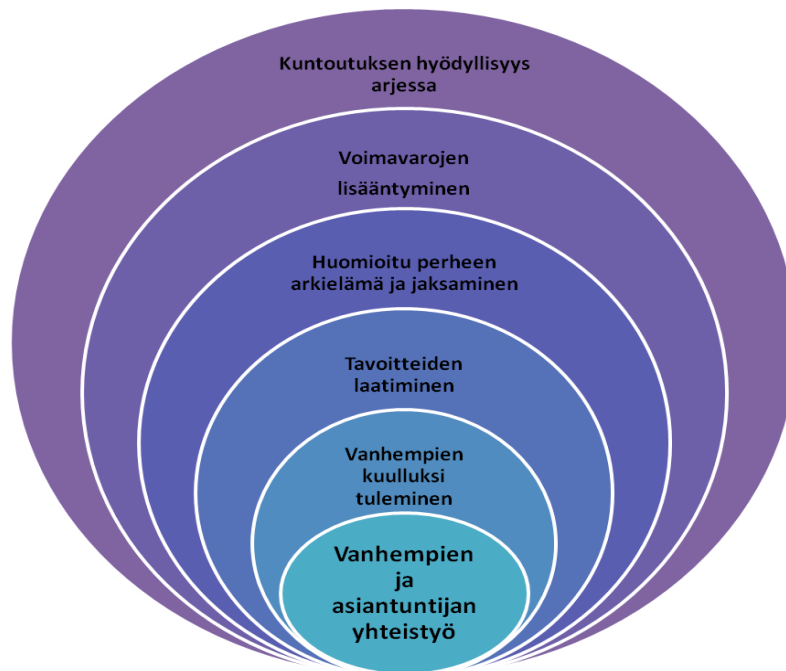 Kuntoutuksen hyödyllisyys
arjessa
Voimavarojen
lisääntyminen
Huomioitu perheen
arkielämä ja jaksaminen
Tavoitteiden
laatiminen
Vanhempien
kuulluksi
tuleminen
Vanhempien
ja
asiantuntijan
yhteistyö